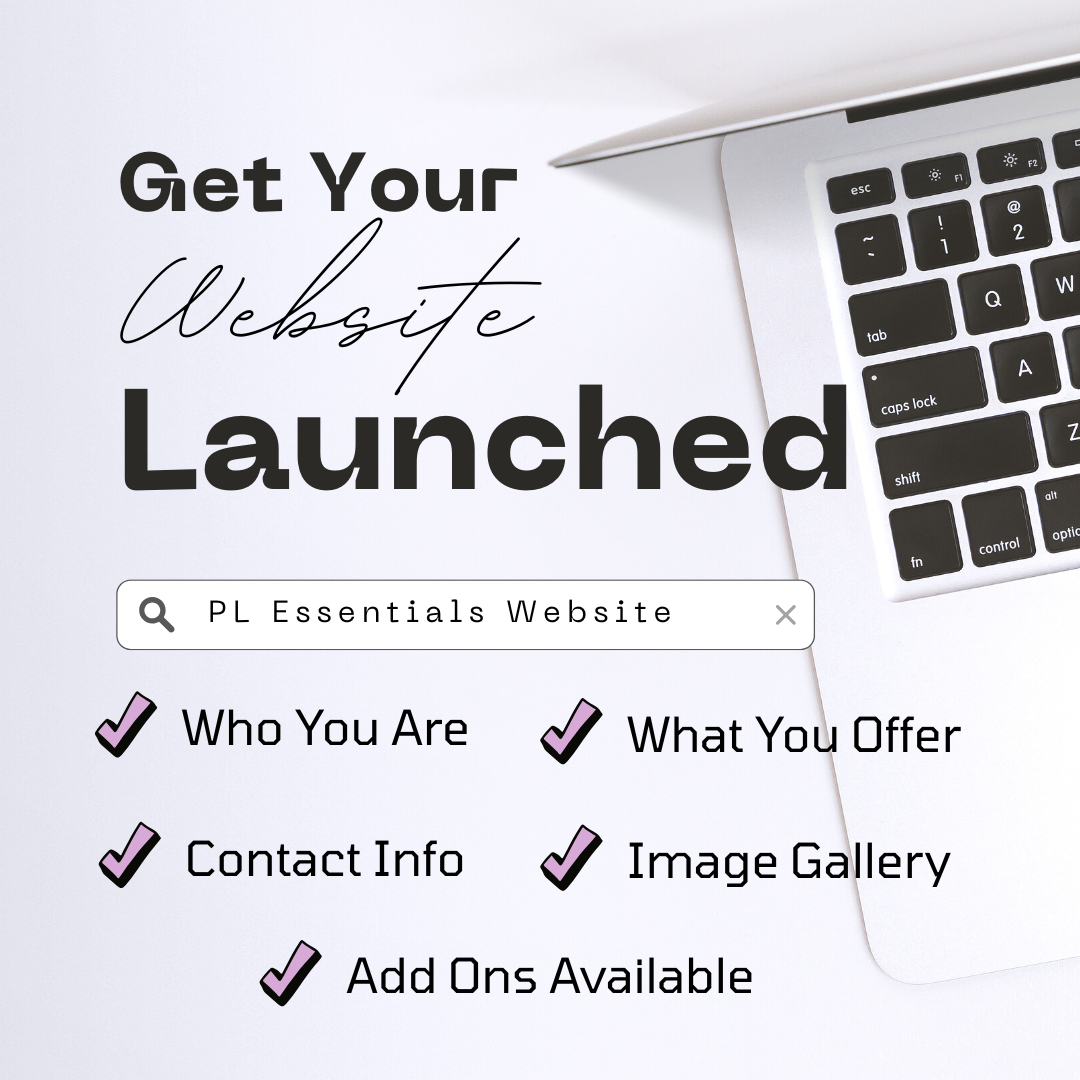 Get Your
Website
Launched
PL Essentials Website
Who You Are
What You Offer
Contact Info
Image Gallery
Add Ons Available
esc
F1
F2
~
`
!
1
@
2
tab
Q
W
caps lock
A
shift
Z
fn
control
alt